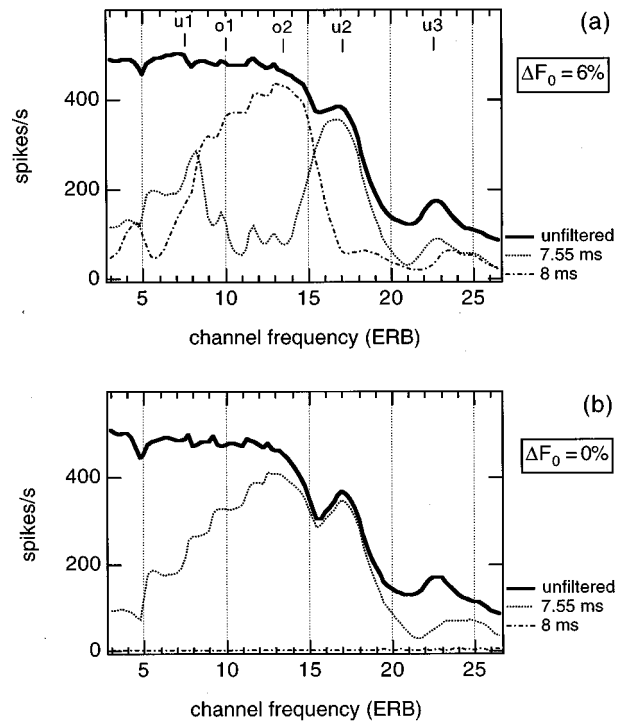 (a)
u1 o1 o2 u2 u3
ΔF₀ = 6%
spikes/s
400
200
0
unfiltered
7.55 ms
8 ms
5 10 15 20 25
channel frequency (ERB)
(b)
ΔF₀ = 0%
spikes/s
400
200
0
unfiltered
7.55 ms
8 ms
5 10 15 20 25
channel frequency (ERB)